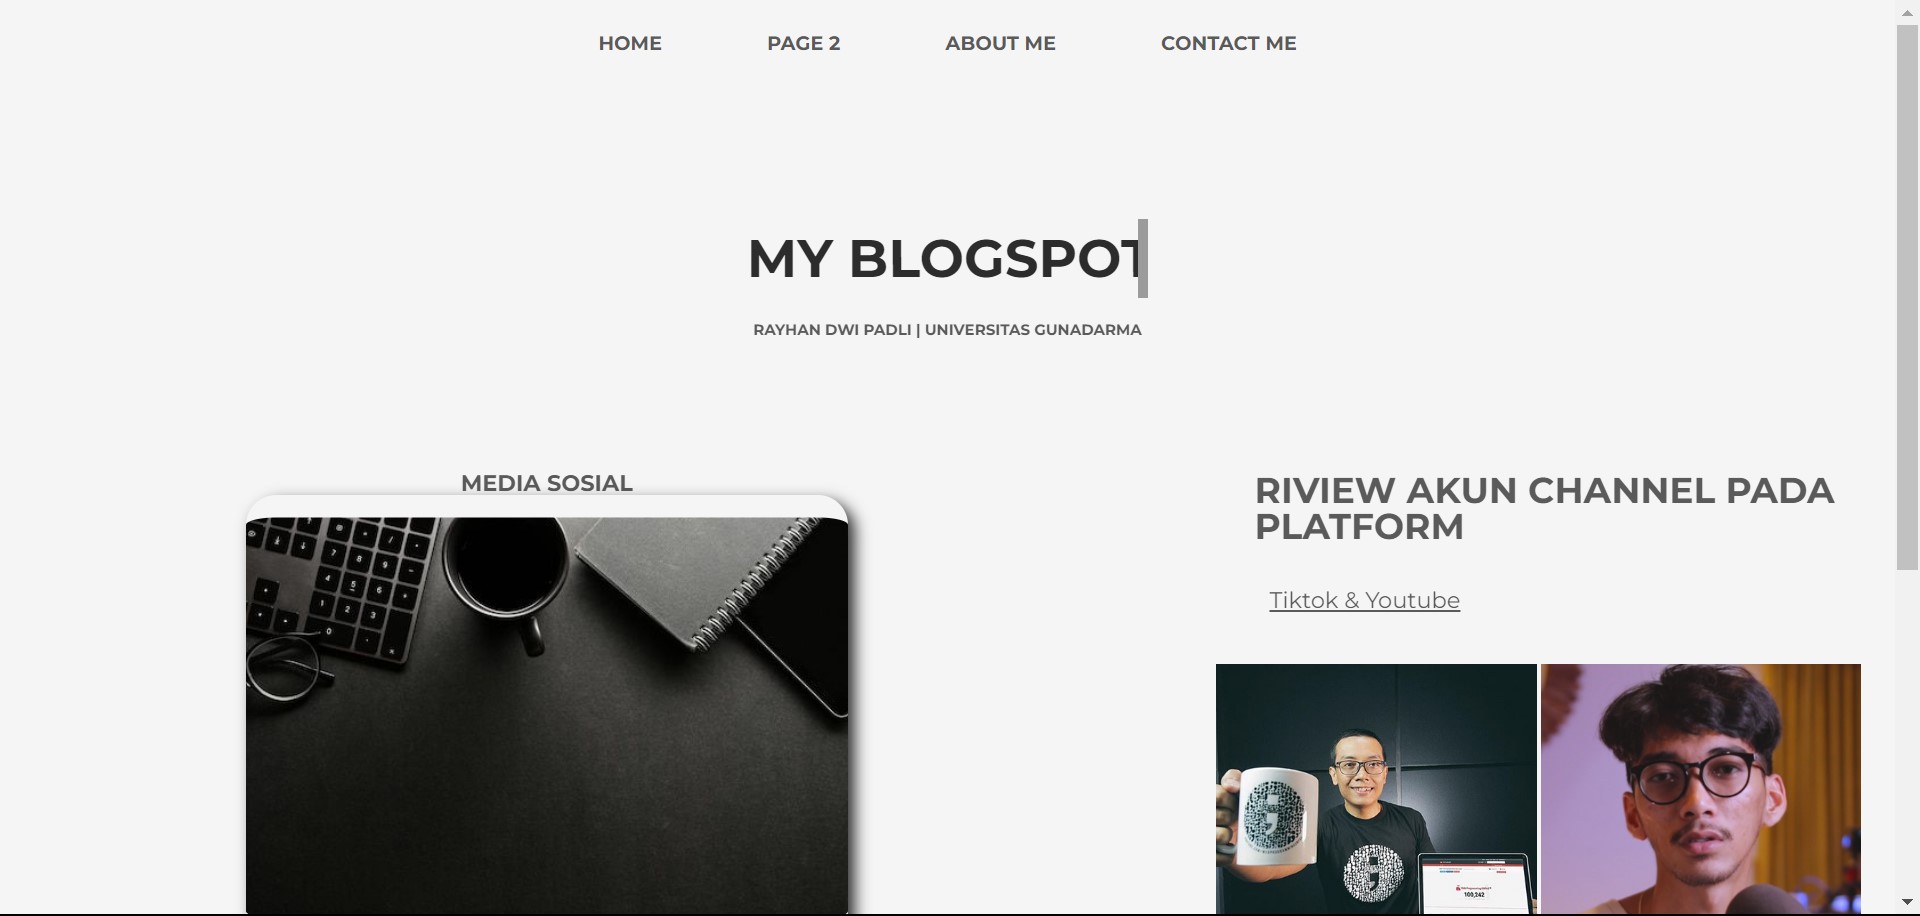 HOME PAGE 2 ABOUT ME CONTACT ME
MY BLOGSPOT
RAYHAN DWI PADLI | UNIVERSITAS GUNADARMA
MEDIA SOSIAL
RIVIEW AKUN CHANNEL PADA
PLATFORM
Tiktok & Youtube
100,242